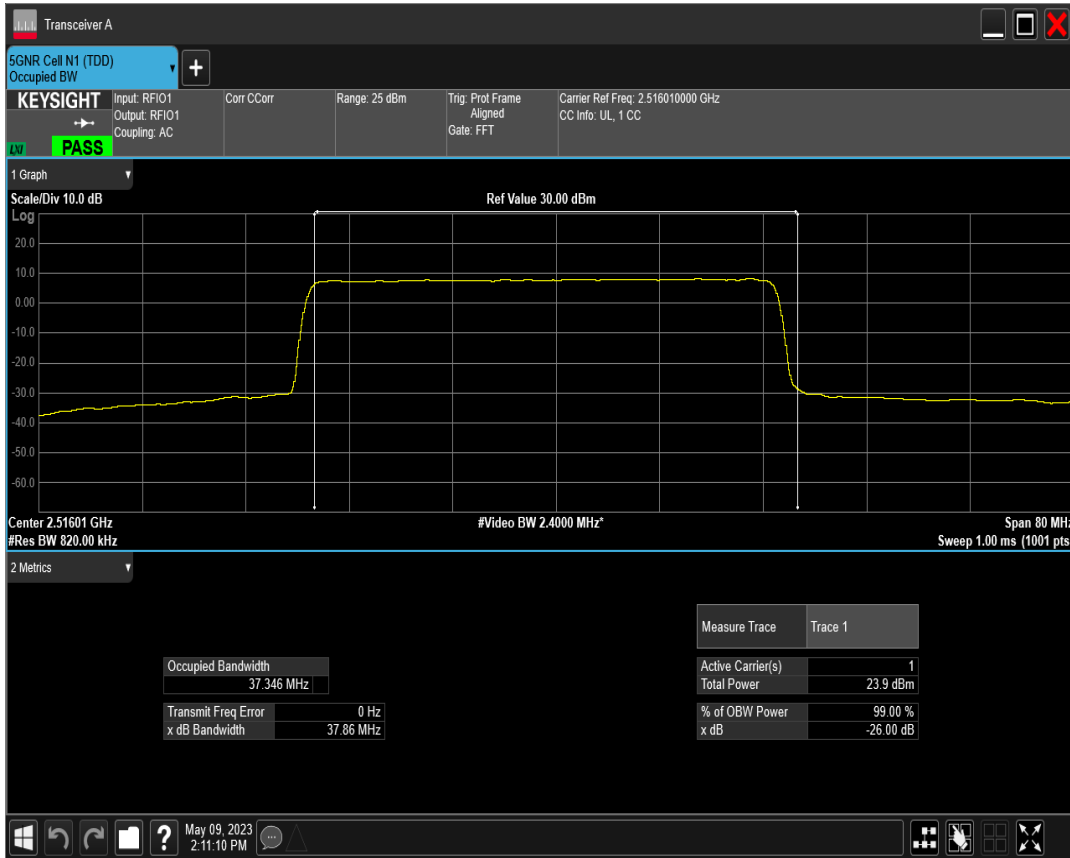 Transceiver A
5GNR Cell N1 (TDD)
Occupied BW
KEYSIGHT
LXI
PASS
Input: RFIO1
Output: RFIO1
Coupling: AC
Corr CCorr
Range: 25 dBm
Trig: Prot Frame
Aligned
Gate: FFT
Carrier Ref Freq: 2.516010000 GHz
CC Info: UL, 1 CC
1 Graph
Scale/Div 10.0 dB
Ref Value 30.00 dBm
Log
20.0
10.0
0.00
-10.0
-20.0
-30.0
-40.0
-50.0
-60.0
Center 2.51601 GHz
#Video BW 2.4000 MHz*
Span 80 MHz
#Res BW 820.00 kHz
Sweep 1.00 ms (1001 pts
2 Metrics
Measure Trace Trace 1
Occupied Bandwidth
37.346 MHz
Active Carrier(s) 1
Total Power 23.9 dBm
Transmit Freq Error 0 Hz
x dB Bandwidth 37.86 MHz
% of OBW Power 99.00 %
x dB -26.00 dB
?
May 09, 2023
2:11:10 PM